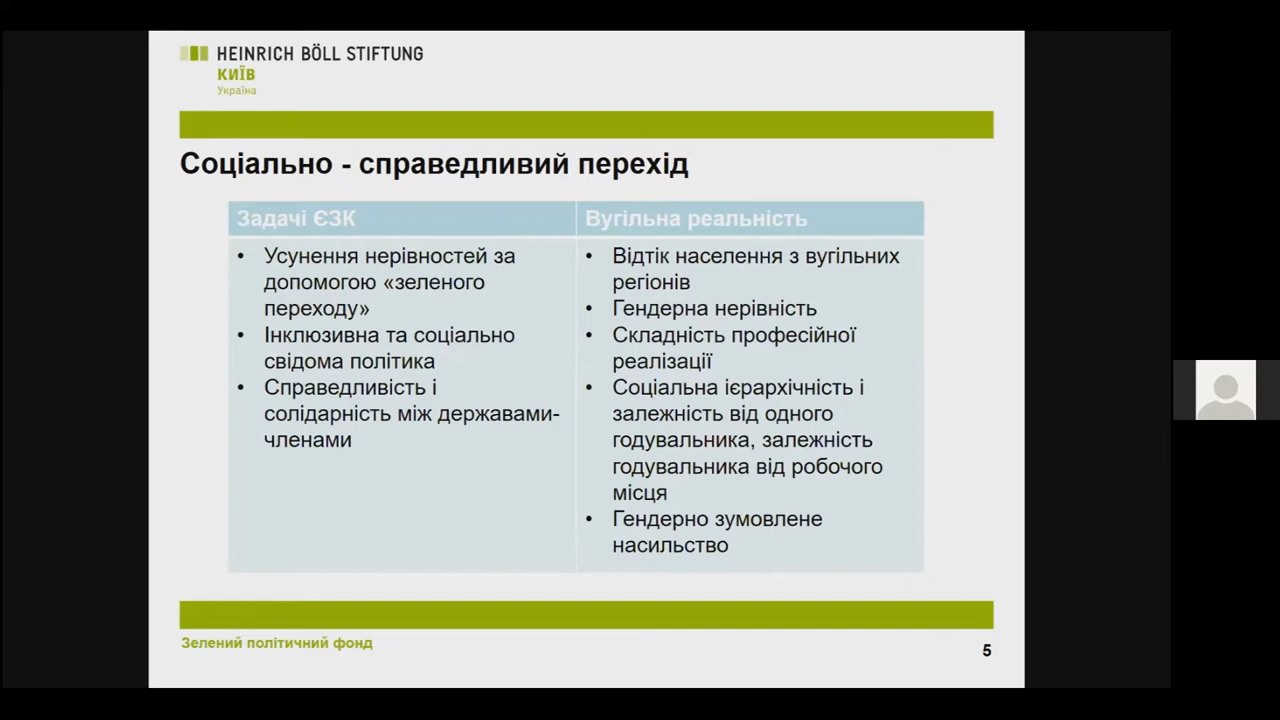 HEINRICH BÖLL STIFTUNG
КИЇВ
Україна
Соціально - справедливий перехід
Задачі ЄЗК
• Усунення нерівностей за
допомогою «зеленого
переходу»
• Інклюзивна та соціально
свідома політика
• Справедливість і
солідарність між державами-
членами
Вугільна реальність
• Відтік населення з вугільних
регіонів
• Гендерна нерівність
• Складність професійної
реалізації
• Соціальна ієрархічність і
залежність від одного
годувальника, залежність
годувальника від робочого
місця
• Гендерно зумовлене
насильство
Зелений політичний фонд
5